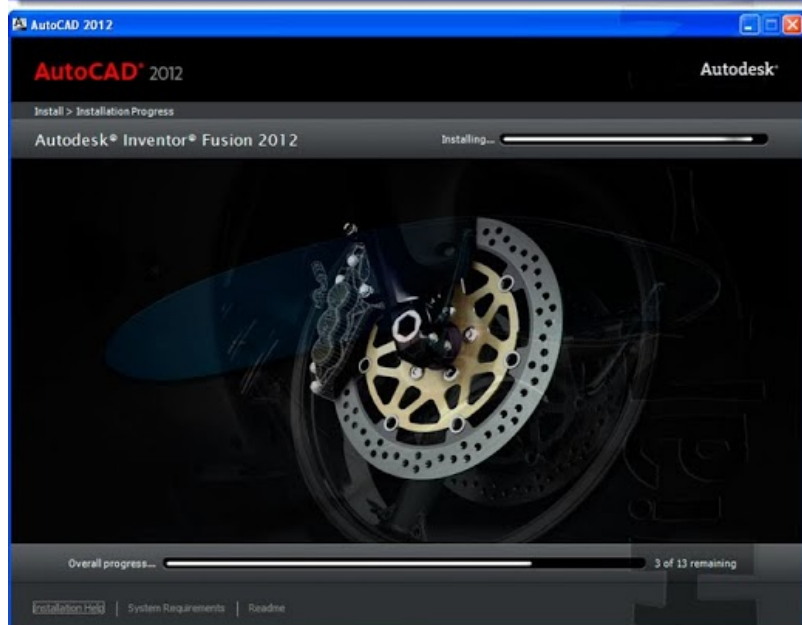 AutoCAD 2012
AutoCAD® 2012
Autodesk®
Install > Installation Progress
Autodesk® Inventor® Fusion 2012
Installing...
Overall progress...
3 of 13 remaining
Installation Help | System Requirements | Readme